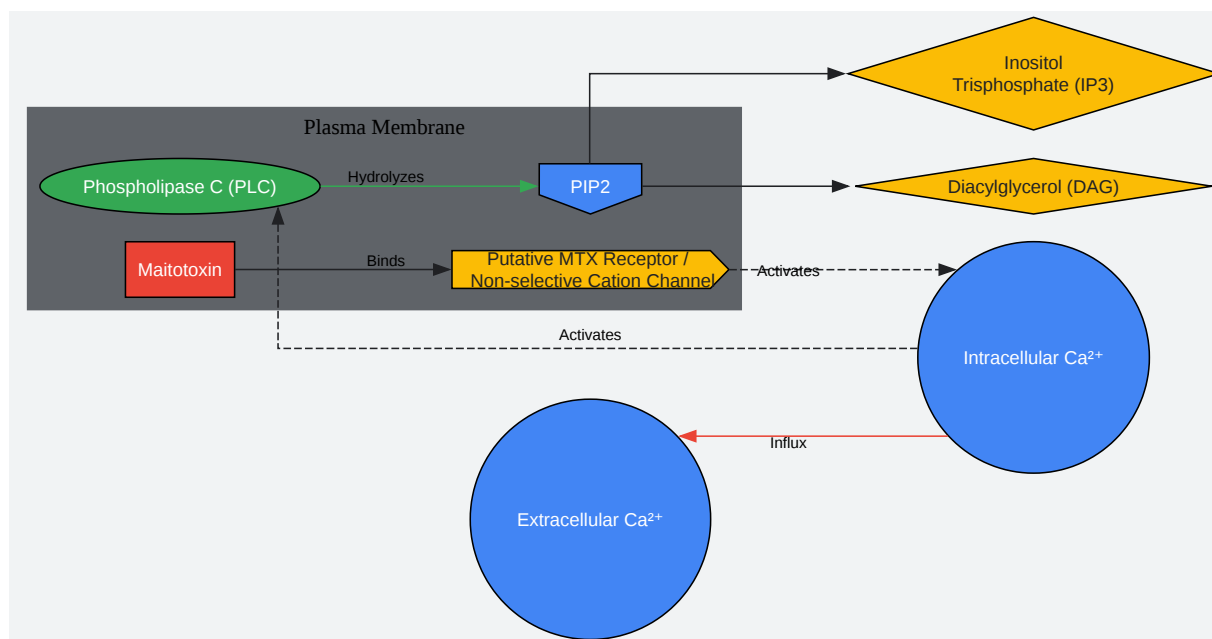 Inositol
Trisphosphate (IP3)
Plasma Membrane
Phospholipase C (PLC)
Hydrolyzes
PIP2
Diacylglycerol (DAG)
Maitotoxin
Binds
Putative MTX Receptor /
Non-selective Cation Channel
Activates
Activates
Intracellular Ca²⁺
Influx
Extracellular Ca²⁺